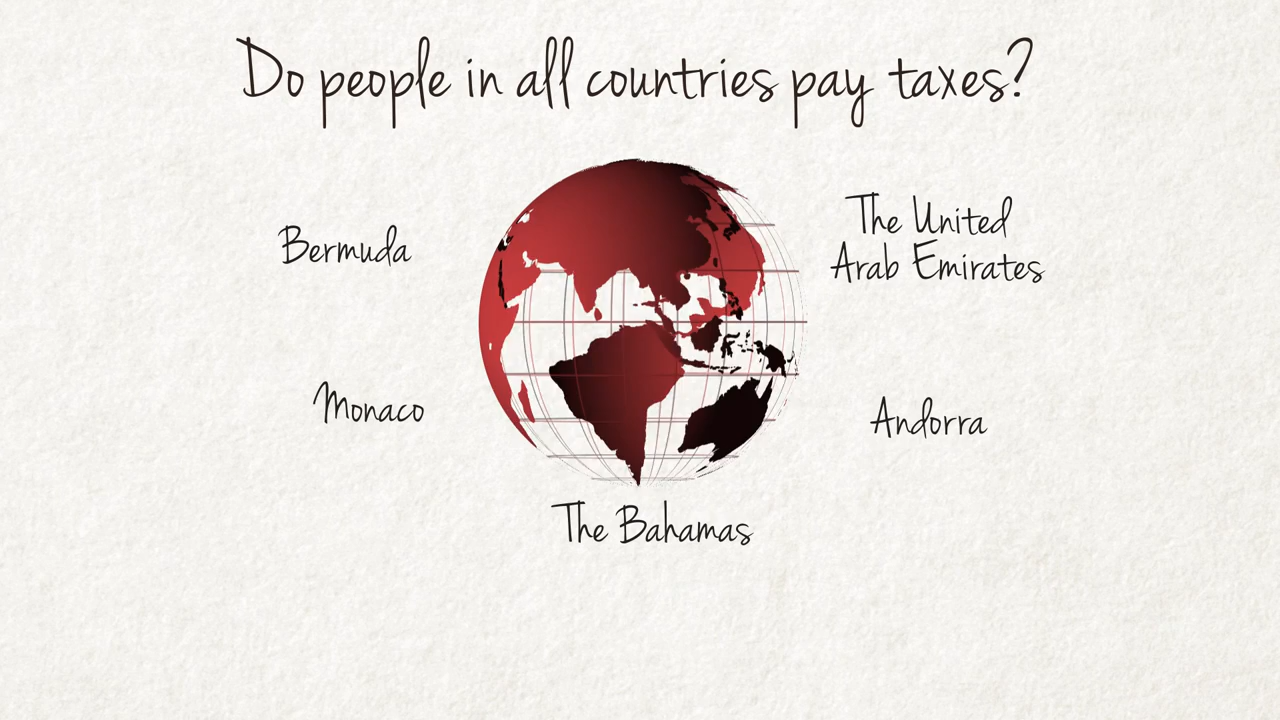 Do people in all countries pay taxes?
Bermuda
The United
Arab Emirates
Monaco
Andorra
The Bahamas